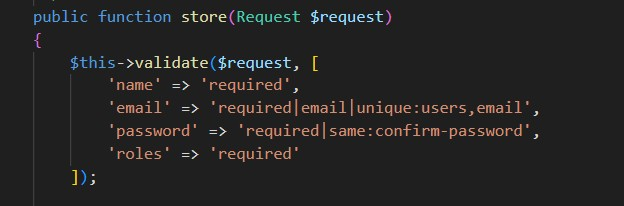 public function store(Request $request)
{
$this->validate($request, [
'name' => 'required',
'email' => 'required|email|unique:users,email',
'password' => 'required|same:confirm-password',
'roles' => 'required'
]);